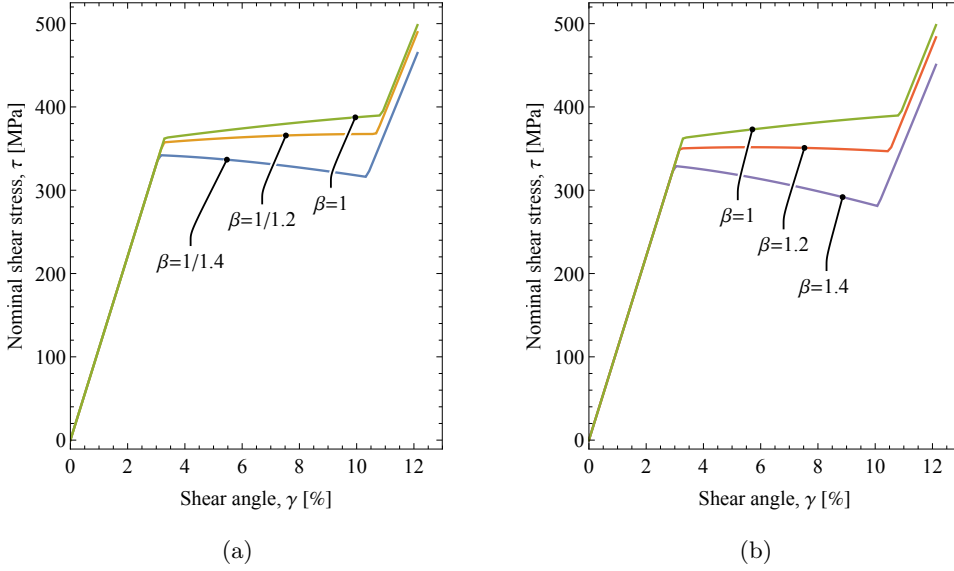 500
400
300
200
100
0
0 2 4 6 8 10 12
Nominal shear stress, τ [MPa]
Shear angle, γ [%]
β=1
β=1/1.2
β=1/1.4
(a)
500
400
300
200
100
0
0 2 4 6 8 10 12
Nominal shear stress, τ [MPa]
Shear angle, γ [%]
β=1
β=1.2
β=1.4
(b)